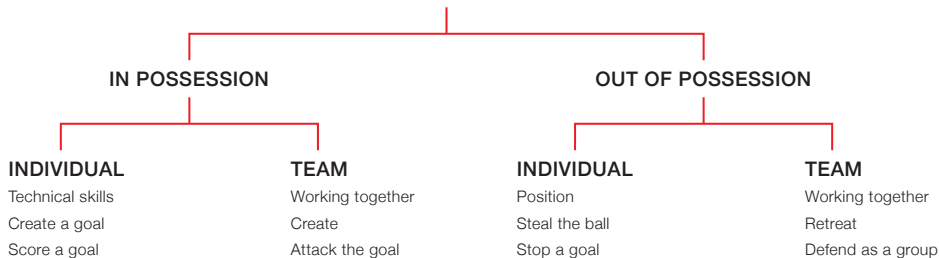 IN POSSESSION
OUT OF POSSESSION
INDIVIDUAL
Technical skills
Create a goal
Score a goal
TEAM
Working together
Create
Attack the goal
INDIVIDUAL
Position
Steal the ball
Stop a goal
TEAM
Working together
Retreat
Defend as a group